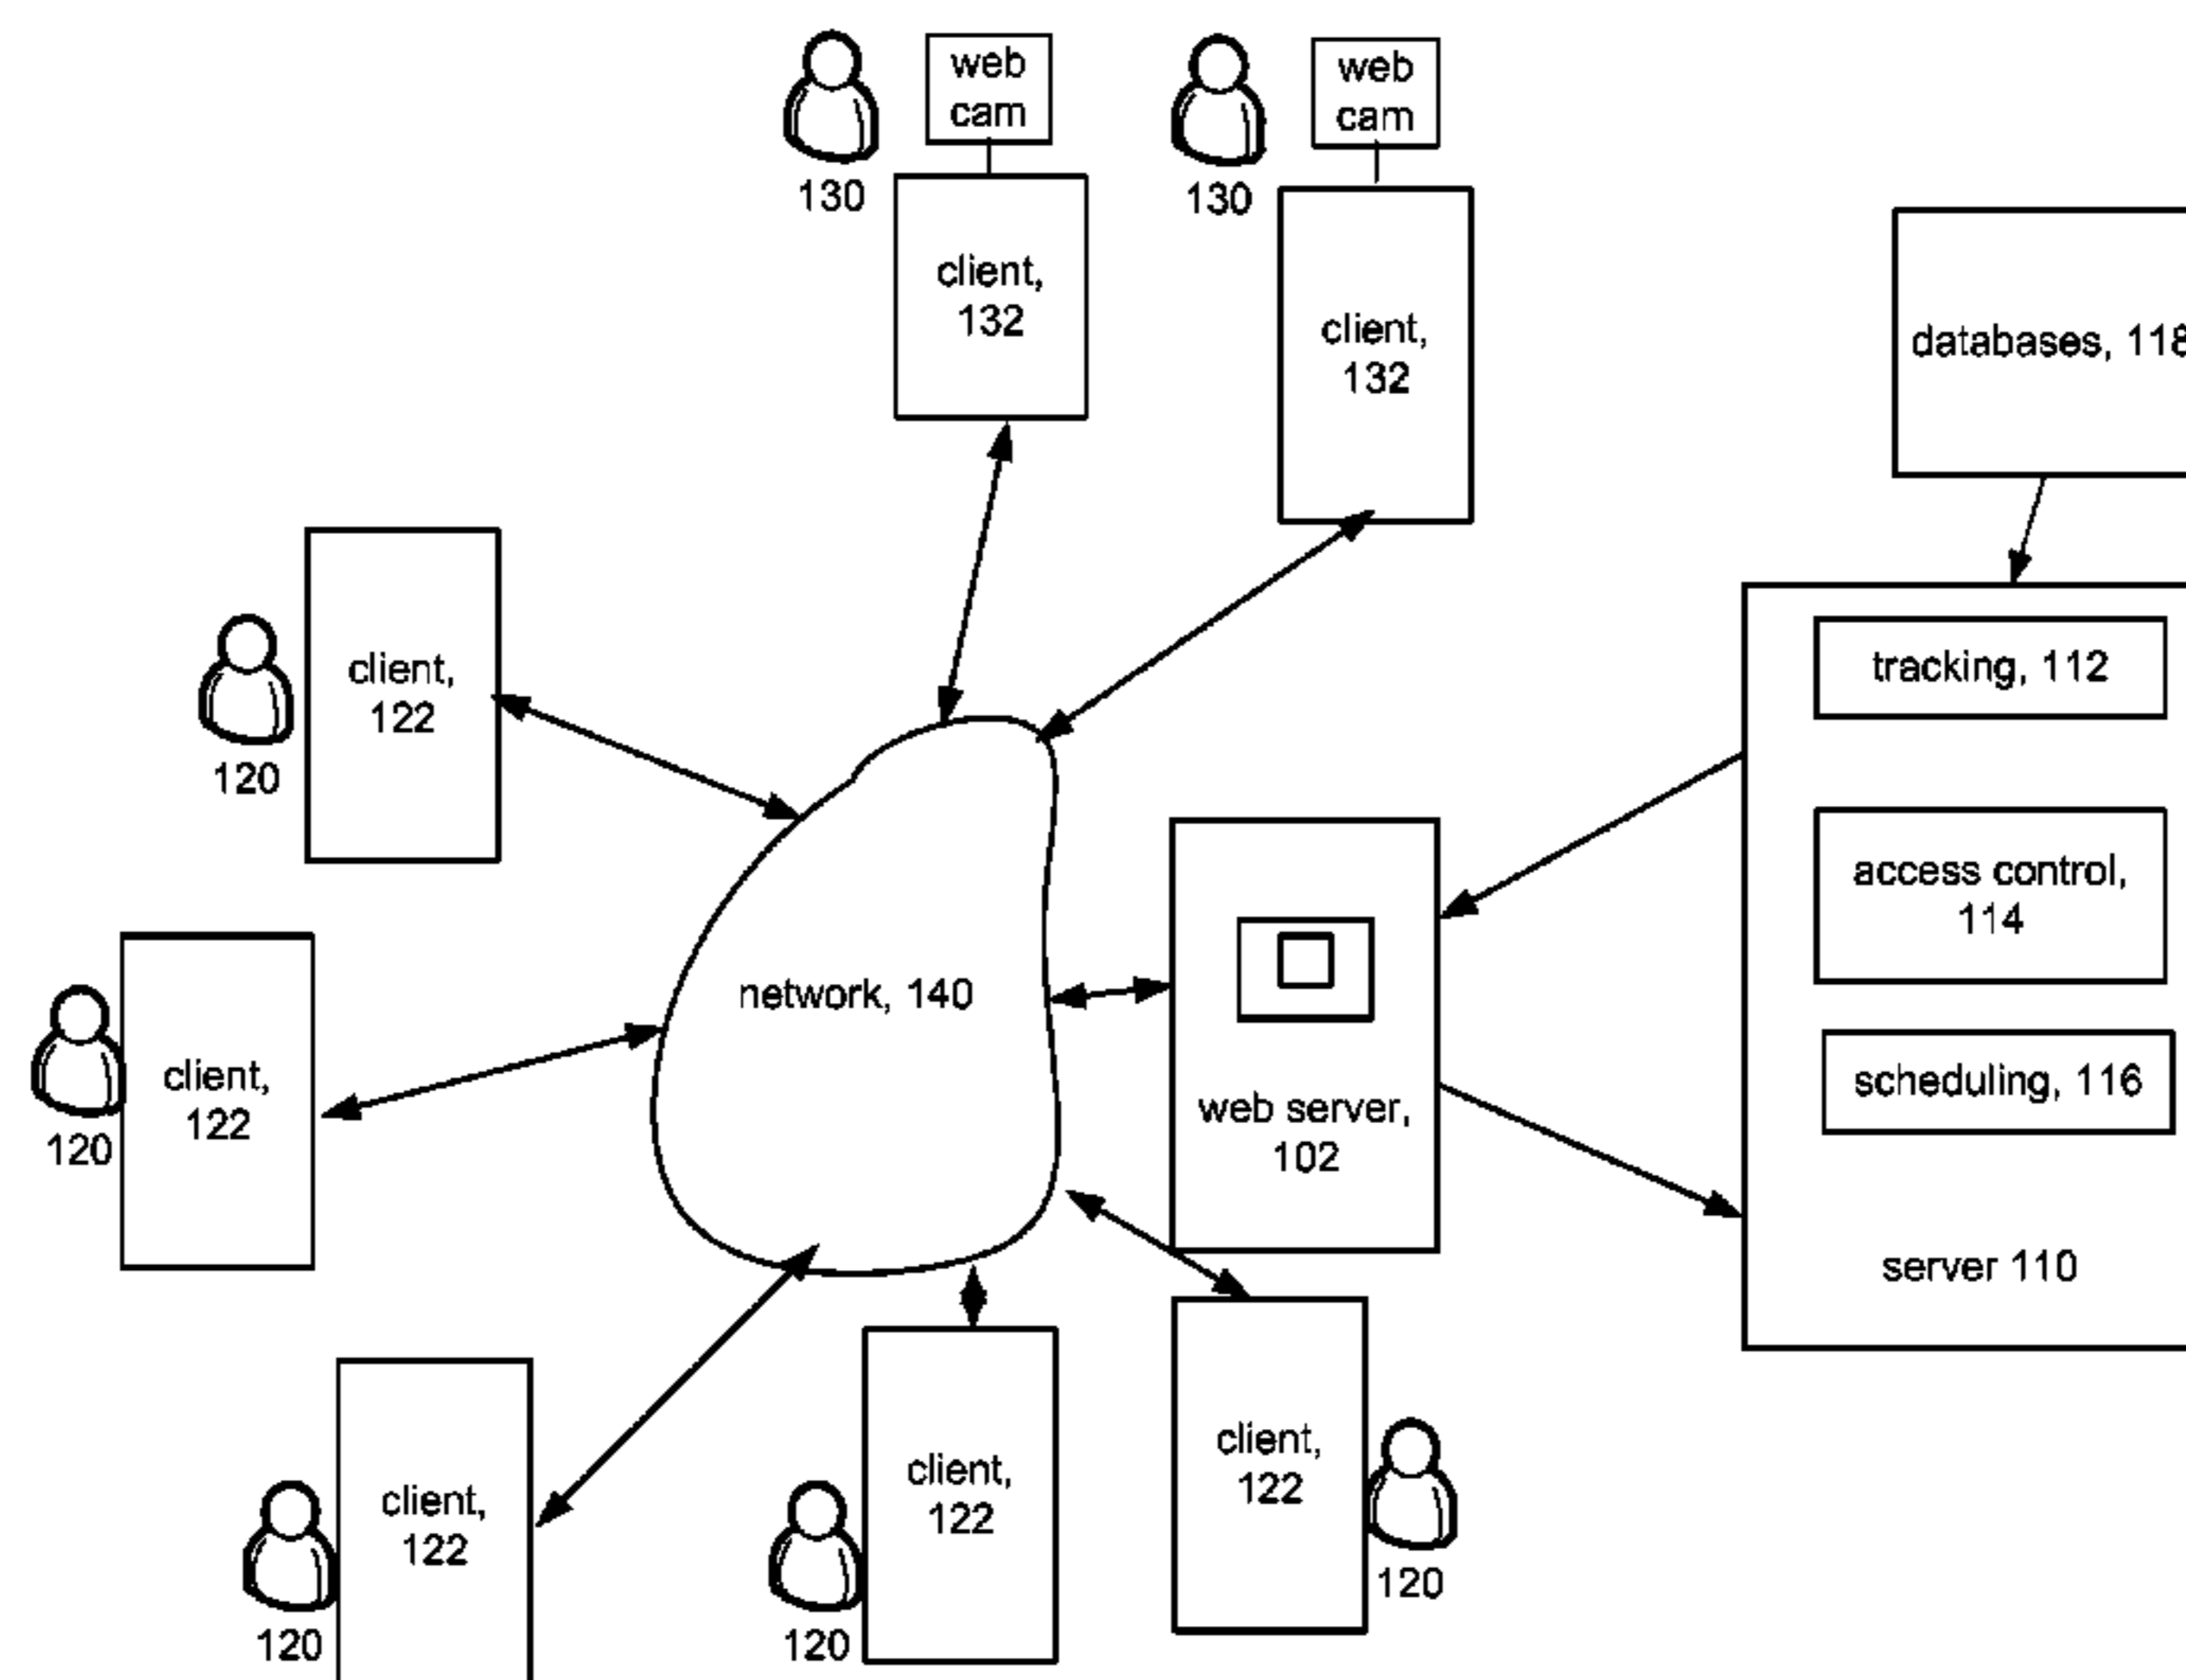 web
cam
130
client,
132
web
cam
130
client,
132
databases, 118
client,
122
120
tracking, 112
access control,
114
scheduling, 116
server 110
network, 140
web server,
102
client,
122
120
client,
122
120
client,
122
120
client,
122
120